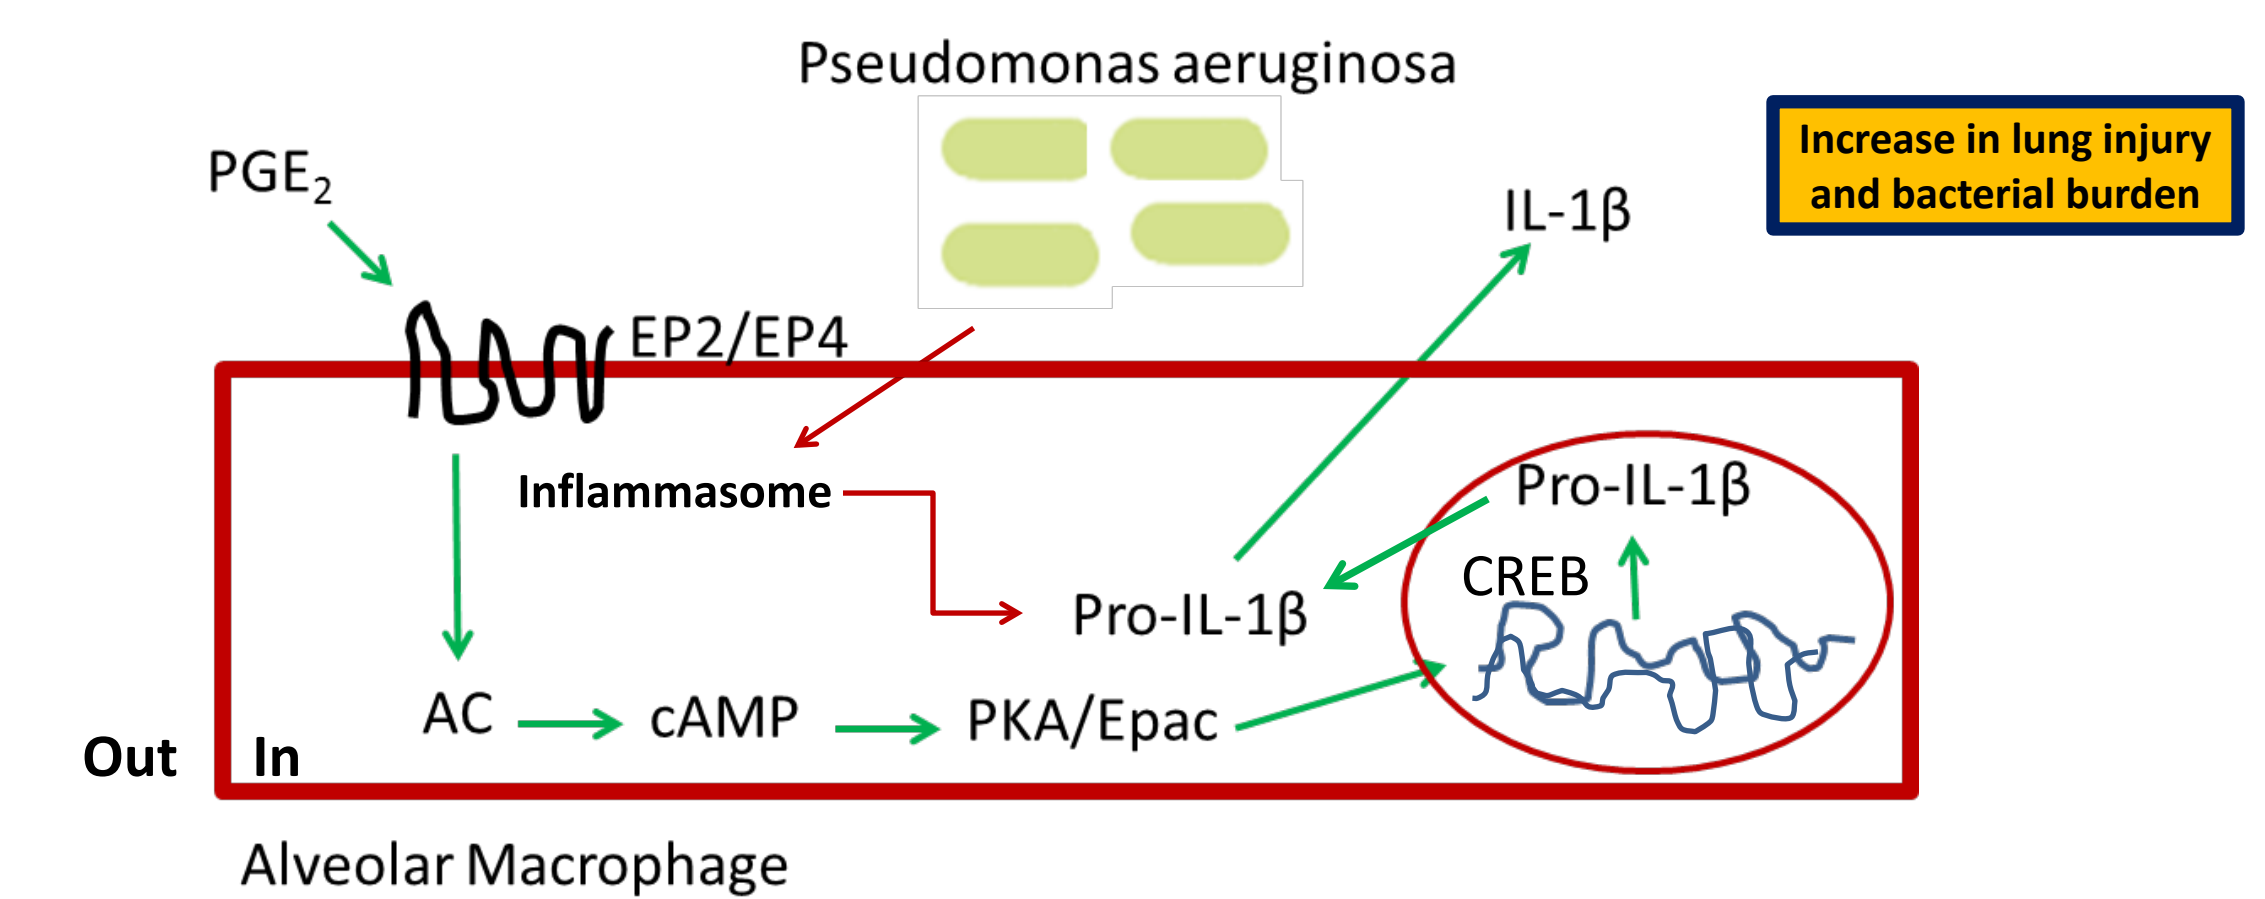 Pseudomonas aeruginosa
Increase in lung injury
and bacterial burden
PGE₂
IL-1β
EP2/EP4
Inflammasome
Pro-IL-1β
CREB
Pro-IL-1β
AC
cAMP
PKA/Epac
Out
In
Alveolar Macrophage